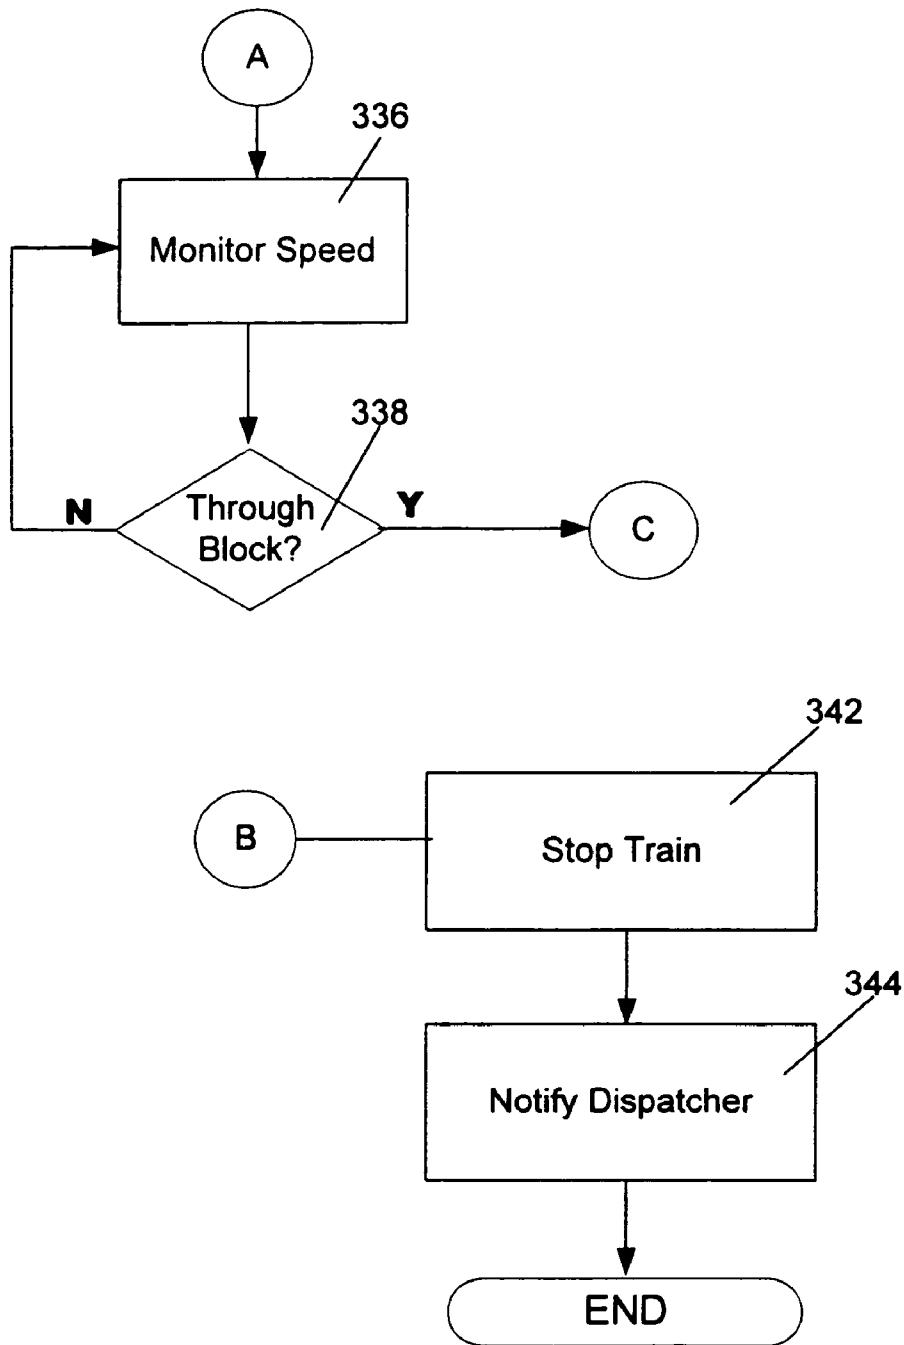 A
336
Monitor Speed
338
Through
Block?
N
Y
C
342
B
Stop Train
344
Notify Dispatcher
END